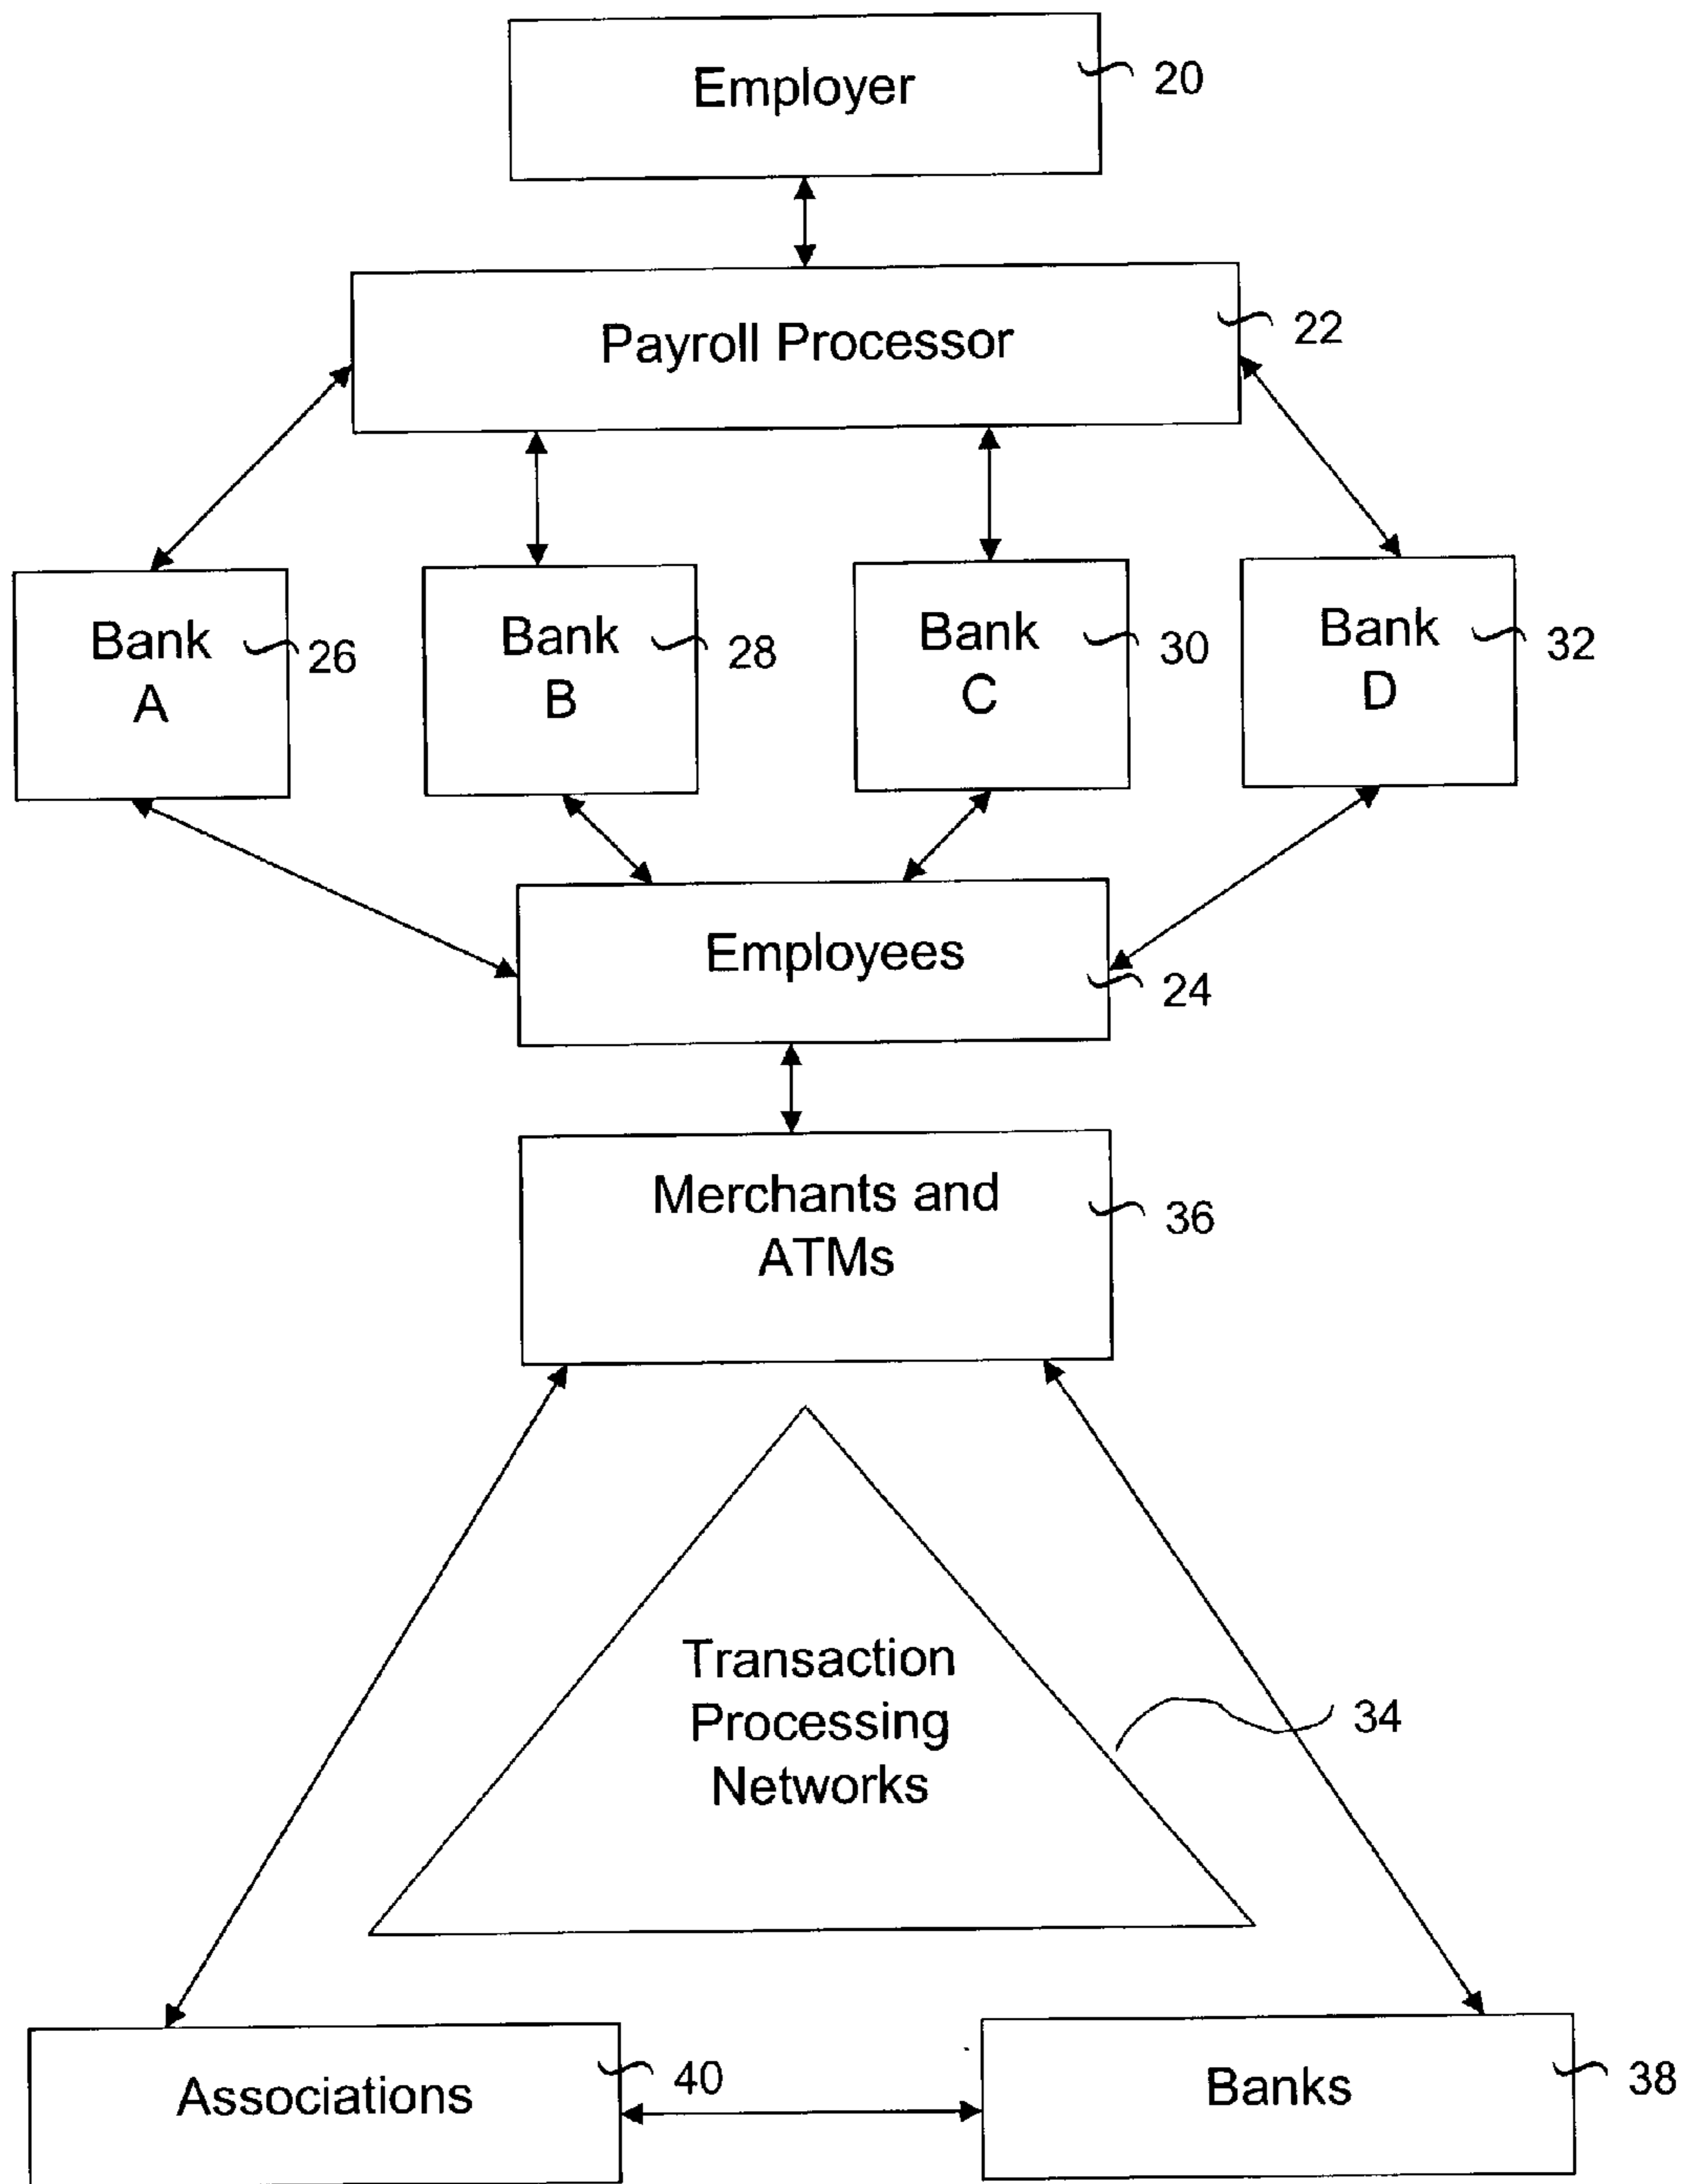 Employer
20
Payroll Processor
22
Bank
A
26
Bank
B
28
Bank
C
30
Bank
D
32
Employees
24
Merchants and
ATMs
36
Transaction
Processing
Networks
34
Associations
40
Banks
38